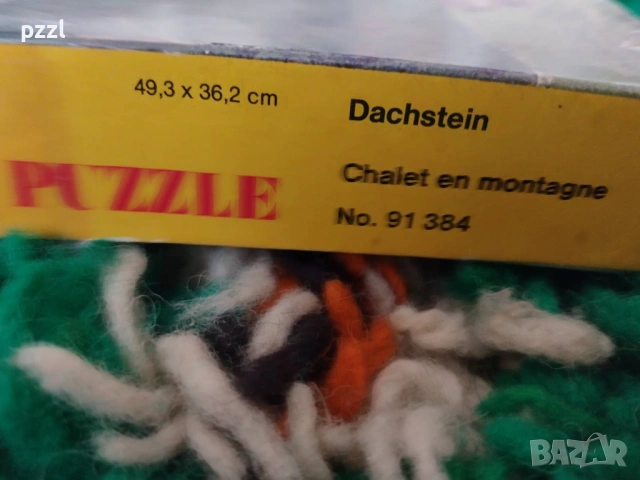 pzzl
49,3 x 36,2 cm
Dachstein
PUZZLE
Chalet en montagne
No. 91 384
BAZAR